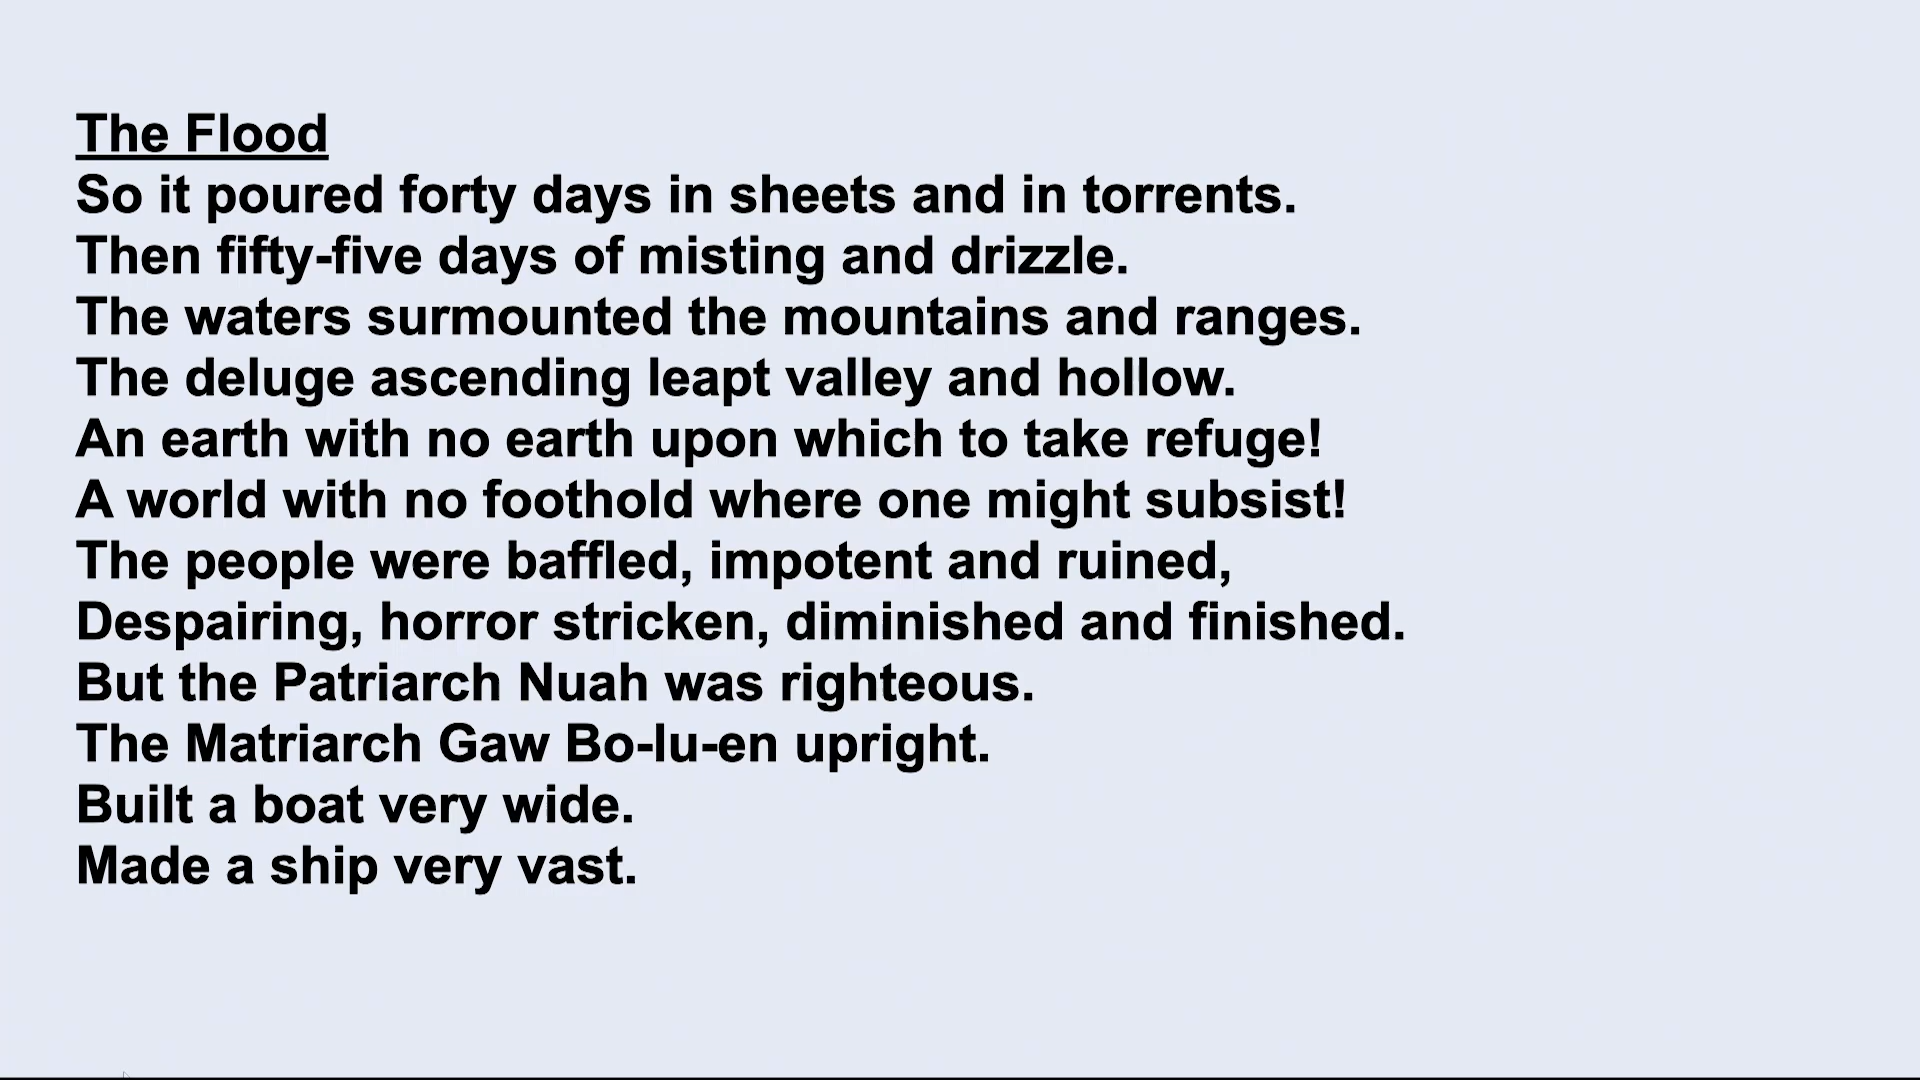 The Flood
So it poured forty days in sheets and in torrents.
Then fifty-five days of misting and drizzle.
The waters surmounted the mountains and ranges.
The deluge ascending leapt valley and hollow.
An earth with no earth upon which to take refuge!
A world with no foothold where one might subsist!
The people were baffled, impotent and ruined,
Despairing, horror stricken, diminished and finished.
But the Patriarch Nuah was righteous.
The Matriarch Gaw Bo-lu-en upright.
Built a boat very wide.
Made a ship very vast.